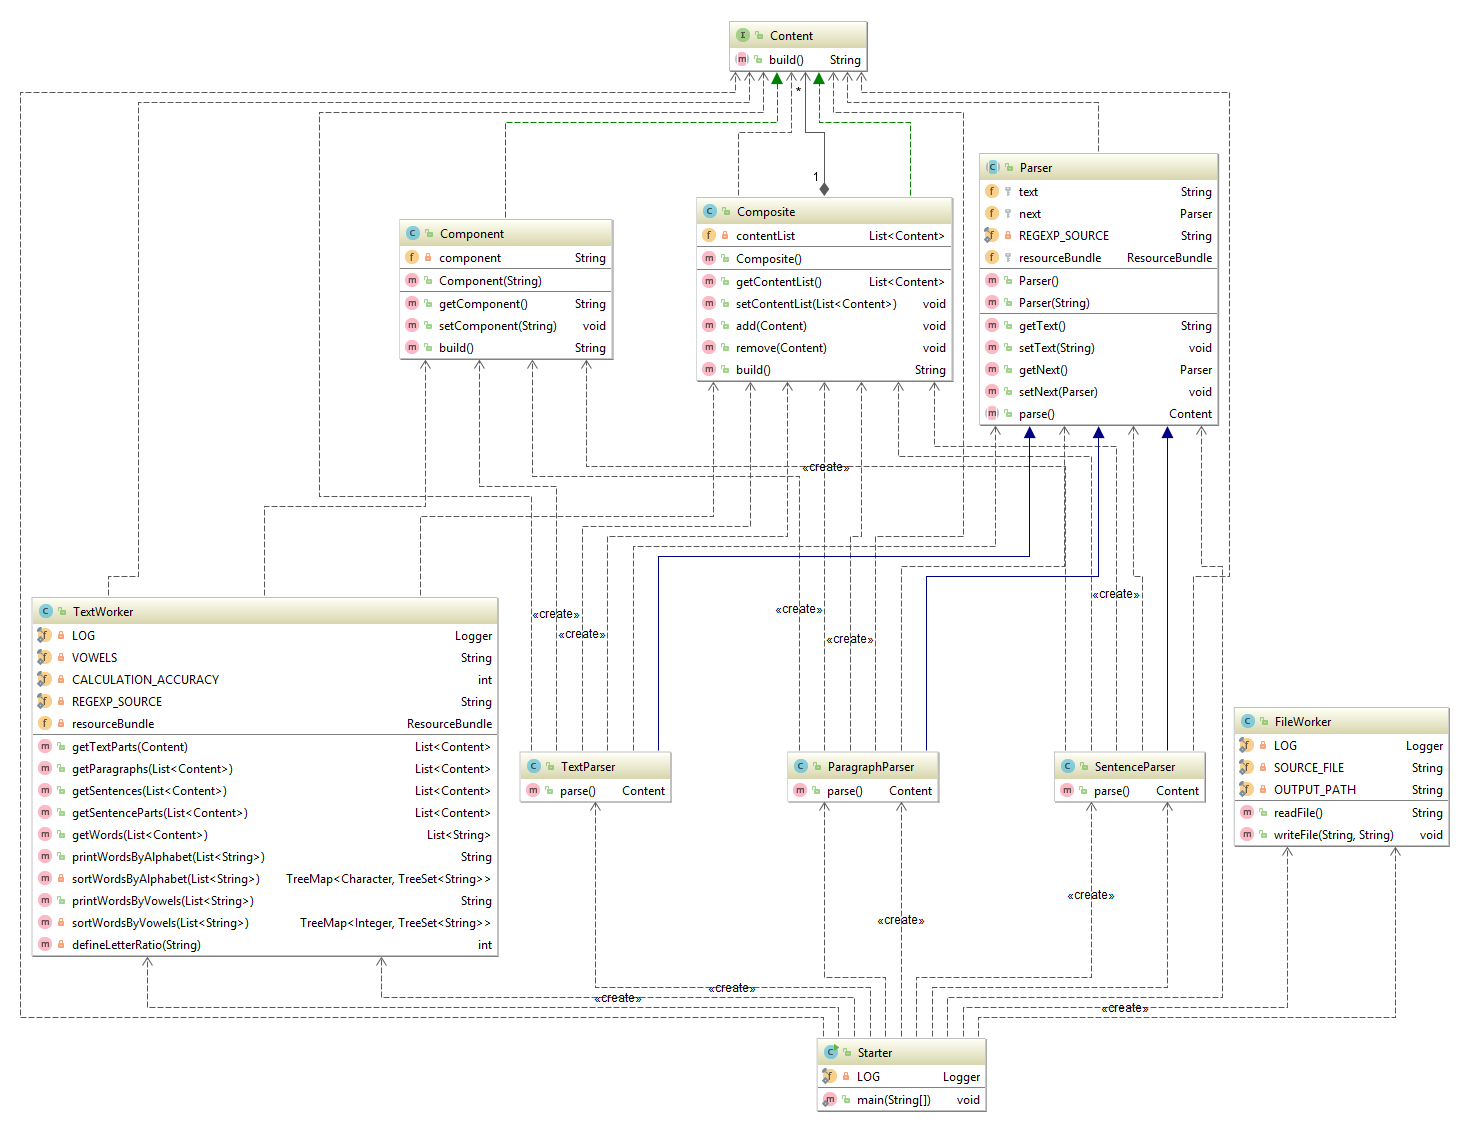 Content
build() String
*
1
Parser
text String
next Parser
REGEXP_SOURCE String
resourceBundle ResourceBundle
Parser()
Parser(String)
getText() String
setText(String) void
getNext() Parser
setNext(Parser) void
parse() Content
Composite
contentList List<Content>
Composite()
getContentList() List<Content>
setContentList(List<Content>) void
add(Content) void
remove(Content) void
build() String
Component
component String
Component(String)
getComponent() String
setComponent(String) void
build() String
«create»
«create»
«create»
«create»
«create»
«create»
TextWorker
LOG Logger
VOWELS String
CALCULATION_ACCURACY int
REGEXP_SOURCE String
resourceBundle ResourceBundle
getTextParts(Content) List<Content>
getParagraphs(List<Content>) List<Content>
getSentences(List<Content>) List<Content>
getSentenceParts(List<Content>) List<Content>
getWords(List<Content>) List<String>
printWordsByAlphabet(List<String>) String
sortWordsByAlphabet(List<String>) TreeMap<Character, TreeSet<String>>
printWordsByVowels(List<String>) String
sortWordsByVowels(List<String>) TreeMap<Integer, TreeSet<String>>
defineLetterRatio(String) int
TextParser
parse() Content
ParagraphParser
parse() Content
SentenceParser
parse() Content
FileWorker
LOG Logger
SOURCE_FILE String
OUTPUT_PATH String
readFile() String
writeFile(String, String) void
«create»
«create»
«create»
«create»
«create»
Starter
LOG Logger
main(String[]) void